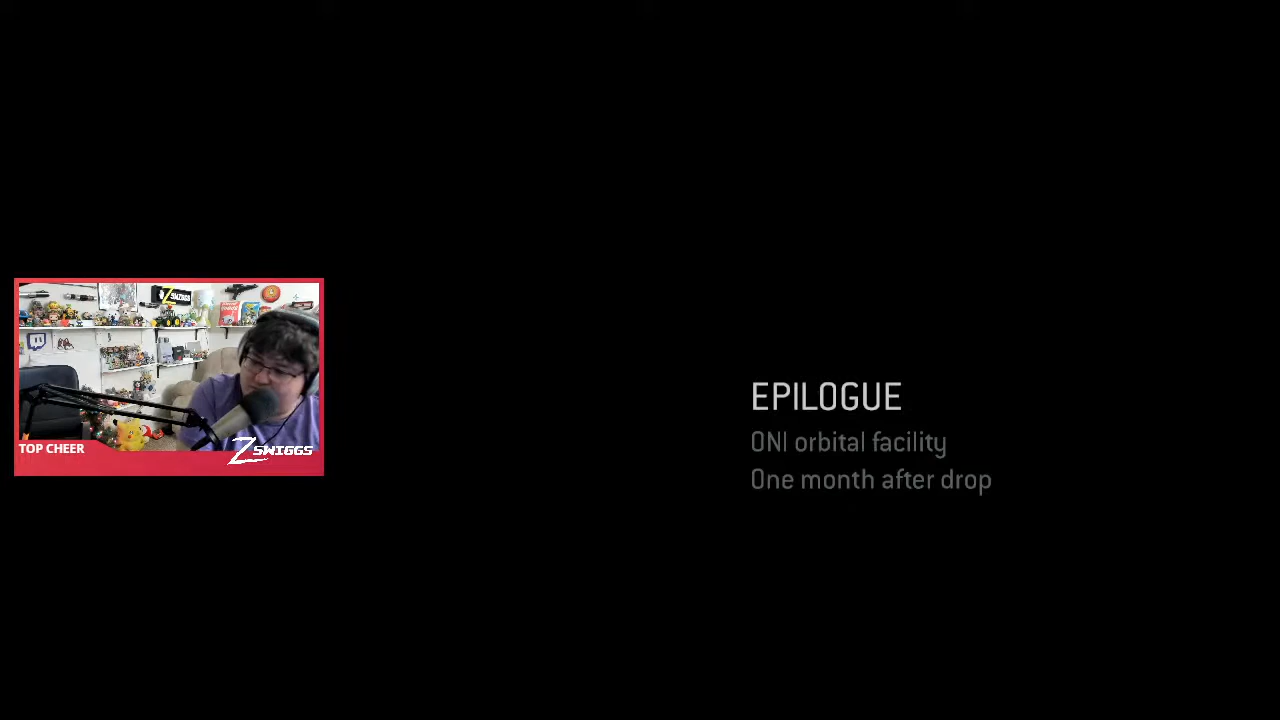 EPILOGUE
ONI orbital facility
One month after drop
TOP CHEER
ZSWIGGS